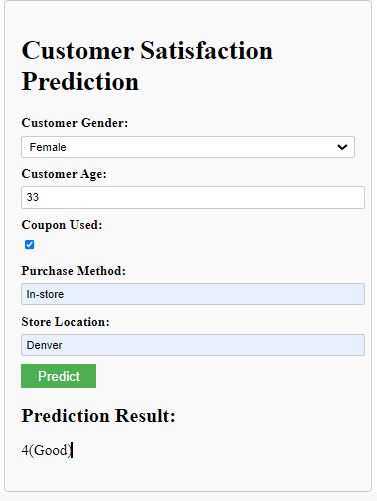 Customer Satisfaction
Prediction
Customer Gender:
Female
Customer Age:
33
Coupon Used:
Purchase Method:
In-store
Store Location:
Denver
Predict
Prediction Result:
4(Good)